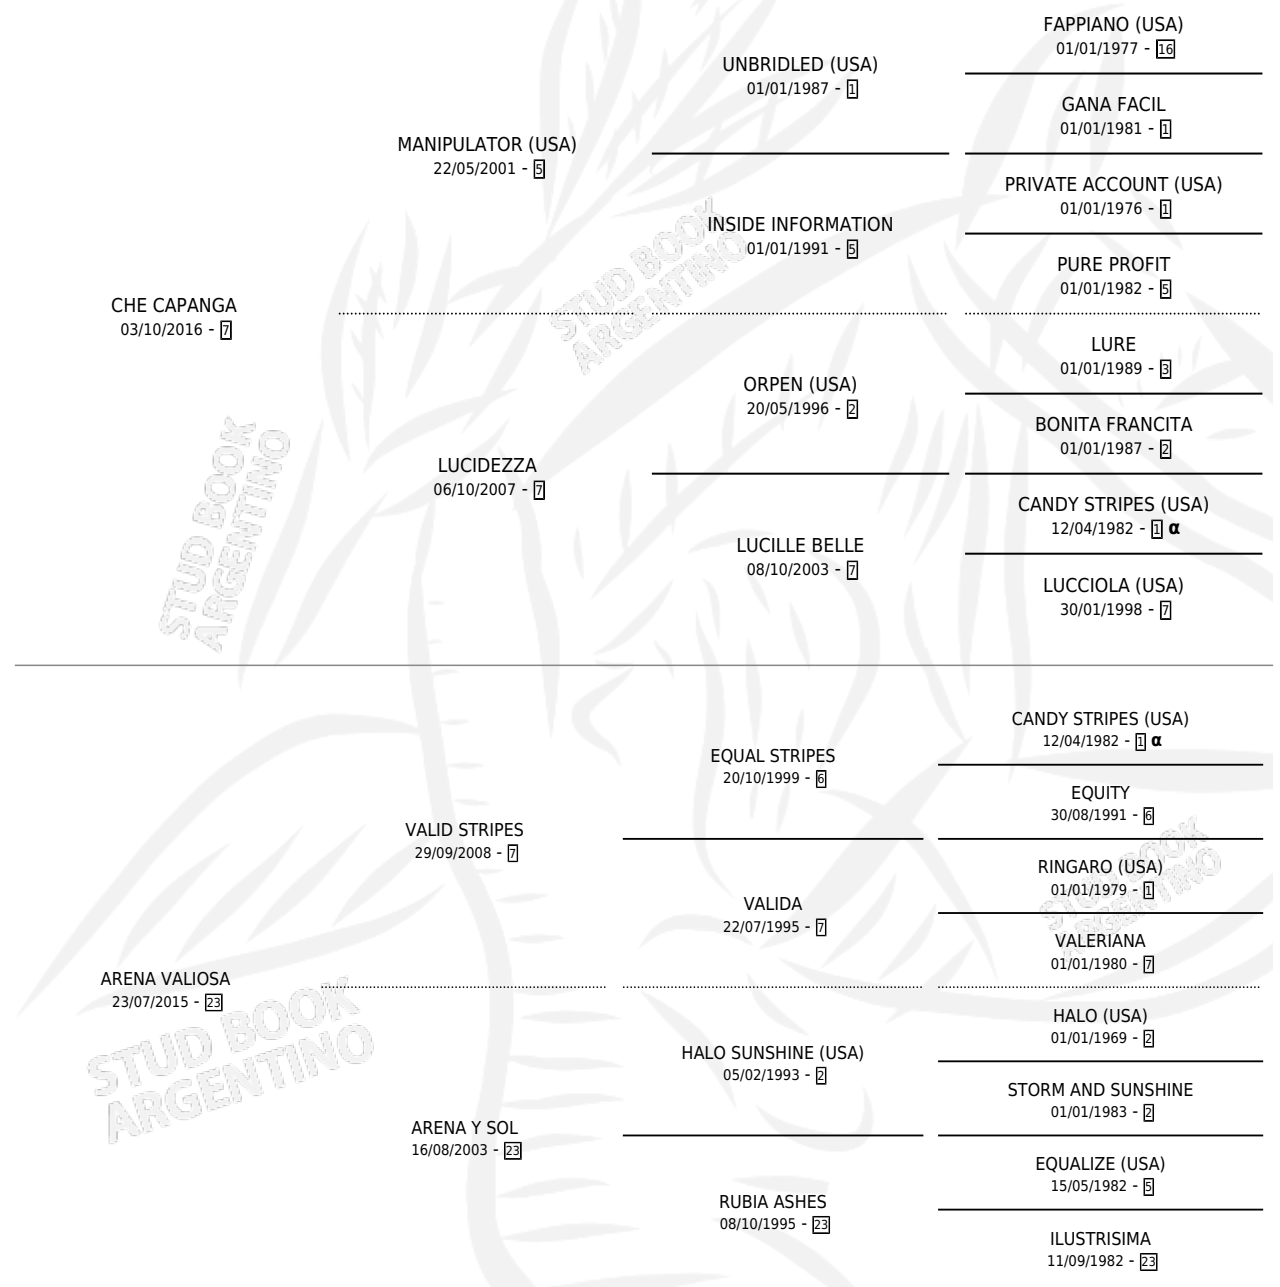 FAPPIANO (USA)
01/01/1977 - 16
UNBRIDLED (USA)
01/01/1987 - 1
GANA FACIL
01/01/1981 - 1
MANIPULATOR (USA)
22/05/2001 - 5
PRIVATE ACCOUNT (USA)
01/01/1976 - 1
INSIDE INFORMATION
01/01/1991 - 5
PURE PROFIT
01/01/1982 - 5
CHE CAPANGA
03/10/2016 - 7
LURE
01/01/1989 - 3
ORPEN (USA)
20/05/1996 - 2
BONITA FRANCITA
01/01/1987 - 2
LUCIDEZZA
06/10/2007 - 7
CANDY STRIPES (USA)
12/04/1982 - 1 α
LUCILLE BELLE
08/10/2003 - 7
LUCCIOLA (USA)
30/01/1998 - 7
CANDY STRIPES (USA)
12/04/1982 - 1 α
EQUAL STRIPES
20/10/1999 - 6
EQUITY
30/08/1991 - 6
VALID STRIPES
29/09/2008 - 7
RINGARO (USA)
01/01/1979 - 1
VALIDA
22/07/1995 - 7
VALERIANA
01/01/1980 - 7
ARENA VALIOSA
23/07/2015 - 23
HALO (USA)
01/01/1969 - 2
HALO SUNSHINE (USA)
05/02/1993 - 2
STORM AND SUNSHINE
01/01/1983 - 2
ARENA Y SOL
16/08/2003 - 23
EQUALIZE (USA)
15/05/1982 - 5
RUBIA ASHES
08/10/1995 - 23
ILUSTRISIMA
11/09/1982 - 23
STUD BOOK
ARGENTINO
STUD BOOK
ARGENTINO
STUD BOOK
ARGENTINO
STUD BOOK
ARGENTINO